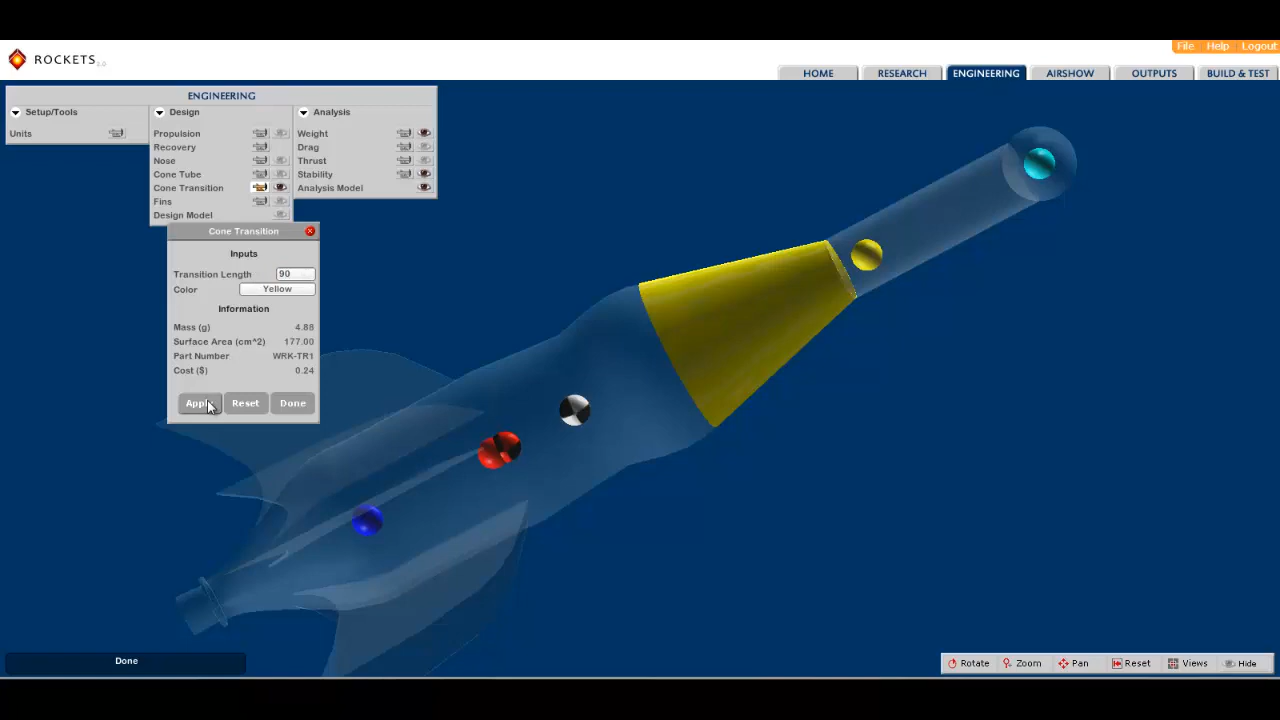 ROCKETS 2.0
File Help Logout
HOME RESEARCH ENGINEERING AIRSHOW OUTPUTS BUILD & TEST
ENGINEERING
Setup/Tools Design Analysis
Units Propulsion Weight
Recovery Drag
Nose Thrust
Cone Tube Stability
Cone Transition Analysis Model
Fins
Design Model
Cone Transition
Inputs
Transition Length 90
Color Yellow
Information
Mass (g) 4.88
Surface Area (cm^2) 177.00
Part Number WRK-TR1
Cost ($) 0.24
Apply Reset Done
Done
Rotate Zoom Pan Reset Views Hide